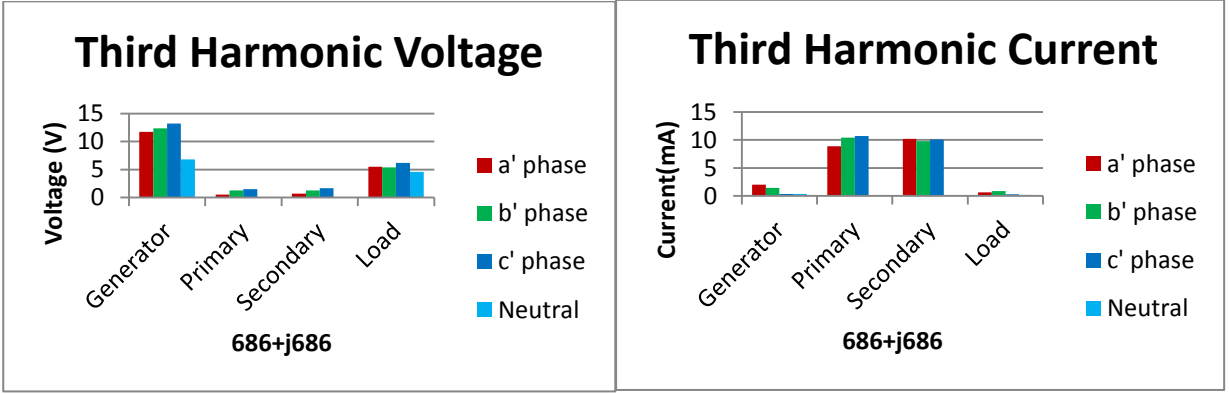 Third Harmonic Voltage
Voltage (V)
15
10
5
0
Generator
Primary
Secondary
Load
686+j686
a' phase
b' phase
c' phase
Neutral
Third Harmonic Current
Current(mA)
15
10
5
0
Generator
Primary
Secondary
Load
686+j686
a' phase
b' phase
c' phase
Neutral